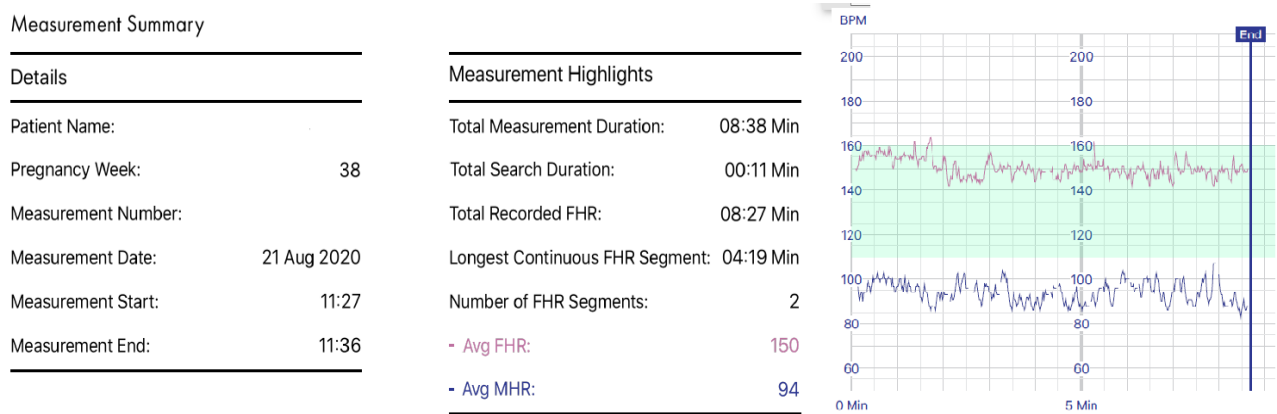 Measurement Summary
Details
Patient Name:
Pregnancy Week: 38
Measurement Number:
Measurement Date: 21 Aug 2020
Measurement Start: 11:27
Measurement End: 11:36
Measurement Highlights
Total Measurement Duration: 08:38 Min
Total Search Duration: 00:11 Min
Total Recorded FHR: 08:27 Min
Longest Continuous FHR Segment: 04:19 Min
Number of FHR Segments: 2
- Avg FHR: 150
- Avg MHR: 94
BPM
End
200 200
180 180
160 160
140 140
120 120
100 100
80 80
60 60
0 Min 5 Min